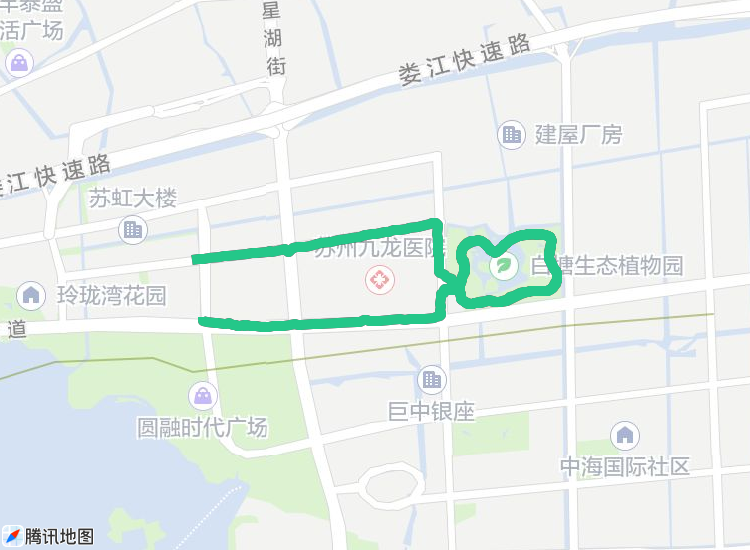 丰泰盛
活广场
星湖街
娄江快速路
建屋厂房
娄江快速路
苏虹大楼
苏州九龙医院
白塘生态植物园
玲珑湾花园
道
圆融时代广场
巨中银座
中海国际社区
腾讯地图